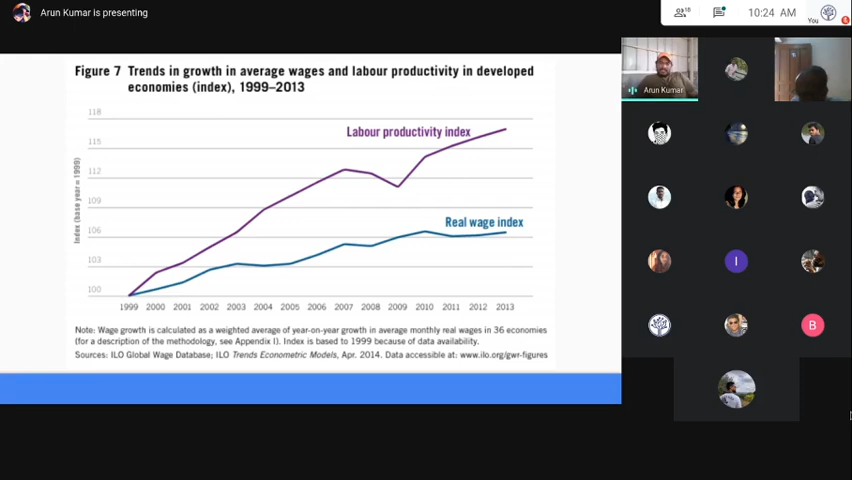 Arun Kumar is presenting
18
10:24 AM
You
Figure 7 Trends in growth in average wages and labour productivity in developed
economies (index), 1999–2013
118
115
112
109
106
103
100
Index (base year = 1999)
Labour productivity index
Real wage index
1999 2000 2001 2002 2003 2004 2005 2006 2007 2008 2009 2010 2011 2012 2013
Note: Wage growth is calculated as a weighted average of year-on-year growth in average monthly real wages in 36 economies
(for a description of the methodology, see Appendix I). Index is based to 1999 because of data availability.
Sources: ILO Global Wage Database; ILO Trends Econometric Models, Apr. 2014. Data accessible at: www.ilo.org/gwr-figures
Arun Kumar
I
B